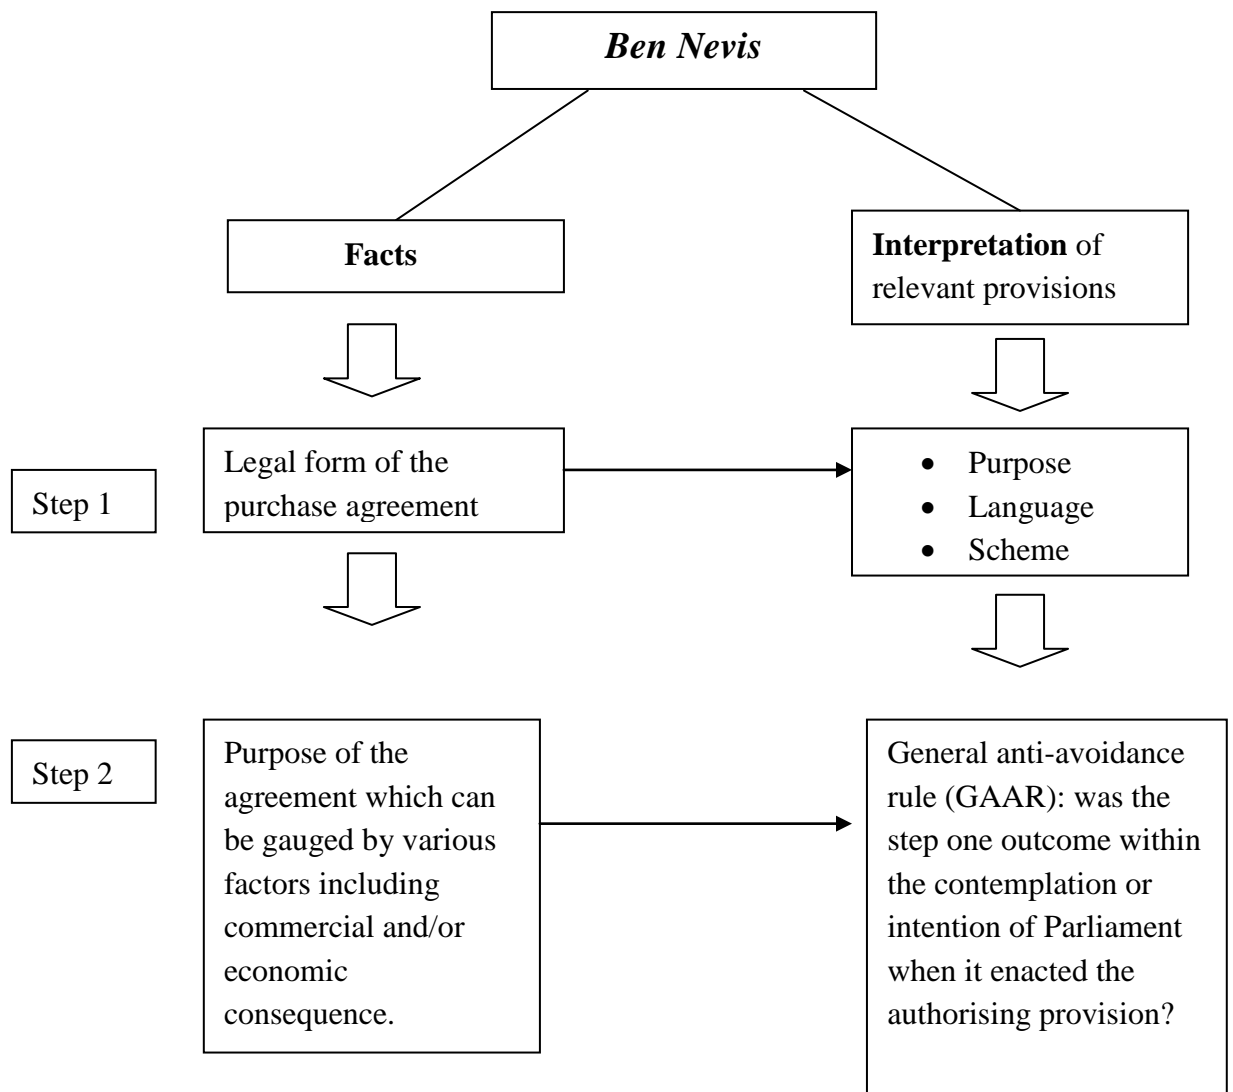 Ben Nevis
Facts
Interpretation of
relevant provisions
Step 1
Legal form of the
purchase agreement
• Purpose
• Language
• Scheme
Step 2
Purpose of the
agreement which can
be gauged by various
factors including
commercial and/or
economic
consequence.
General anti-avoidance
rule (GAAR): was the
step one outcome within
the contemplation or
intention of Parliament
when it enacted the
authorising provision?